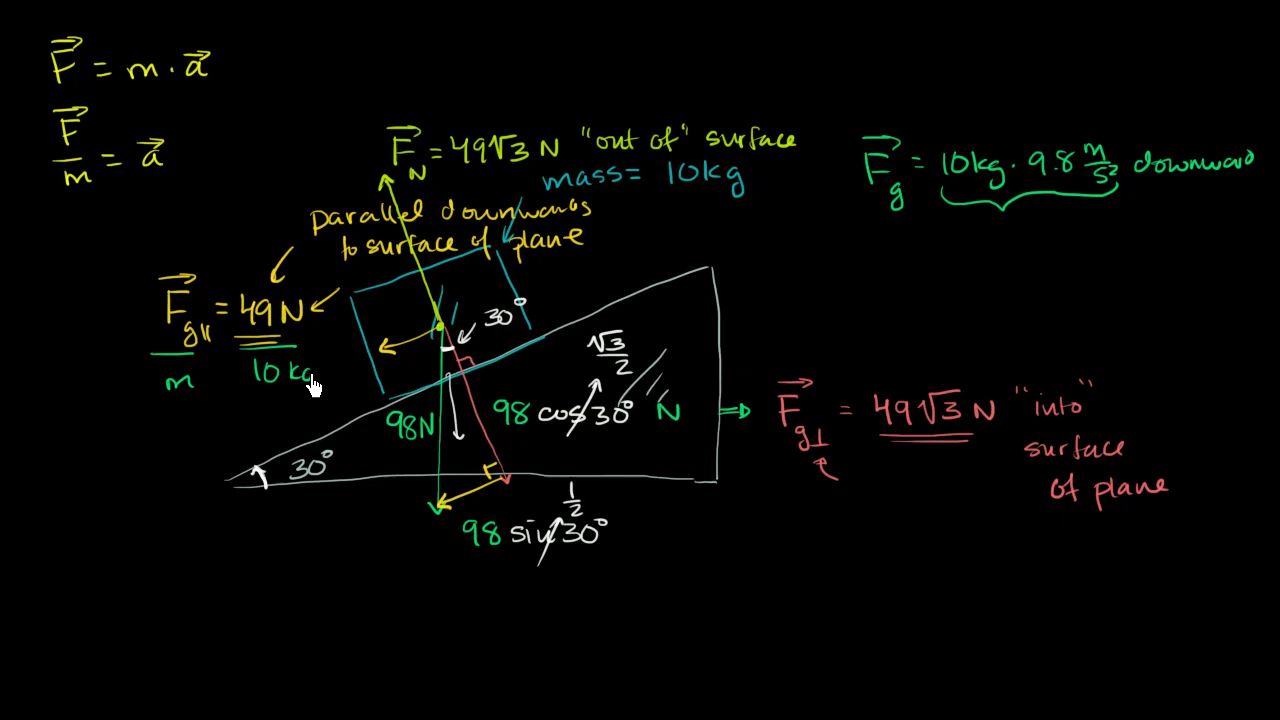 F = m · a
F/m = a
F_N = 49√3 N "out of" surface
mass = 10kg
F_g = 10kg · 9.8 m/s² downward
parallel downwards
to surface of plane
F_g∥ = 49N
m 10 kg
30°
√3/2
98N
98 cos 30° N
⇒ F_g⊥ = 49√3 N "into
surface
of plane"
30°
1/2
98 sin 30°